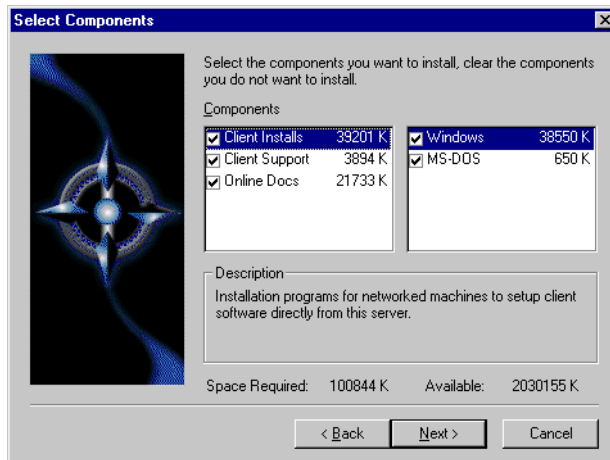 Select Components
Select the components you want to install, clear the components
you do not want to install.
Components
Client Installs 39201 K
Client Support 3894 K
Online Docs 21733 K
Windows 38550 K
MS-DOS 650 K
Description
Installation programs for networked machines to setup client
software directly from this server.
Space Required: 100844 K Available: 2030155 K
< Back Next > Cancel